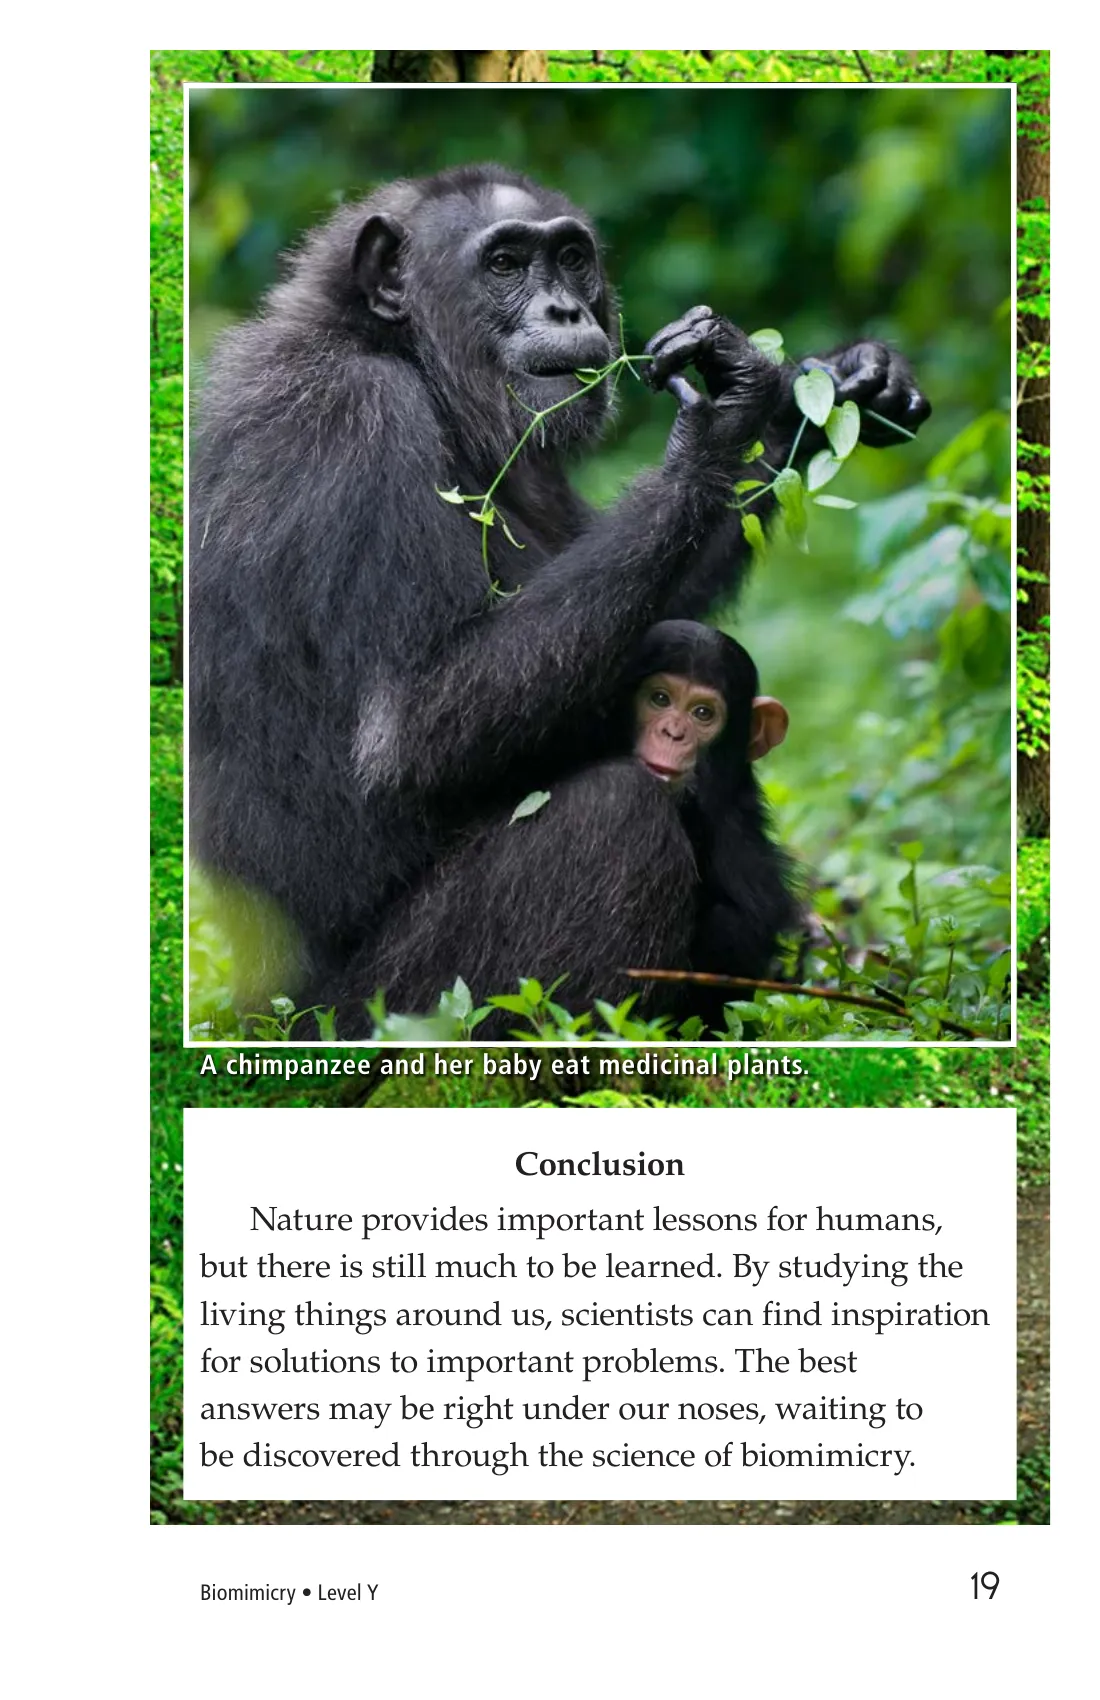 A chimpanzee and her baby eat medicinal plants.
Conclusion
Nature provides important lessons for humans,
but there is still much to be learned. By studying the
living things around us, scientists can find inspiration
for solutions to important problems. The best
answers may be right under our noses, waiting to
be discovered through the science of biomimicry.
Biomimicry • Level Y
19